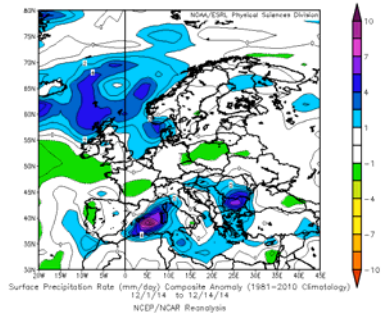 NOAA/ESRL Physical Sciences Division
80N
75N
70N
65N
60N
55N
50N
45N
40N
35N
30N
20W 15W 10W 5W 0 5E 10E 15E 20E 25E 30E 35E 40E 45E
10
7
4
2
1
-1
-2
-4
-7
-10
Surface Precipitation Rate (mm/day) Composite Anomaly (1981-2010 Climatology)
12/1/14 to 12/14/14
NCEP/NCAR Reanalysis